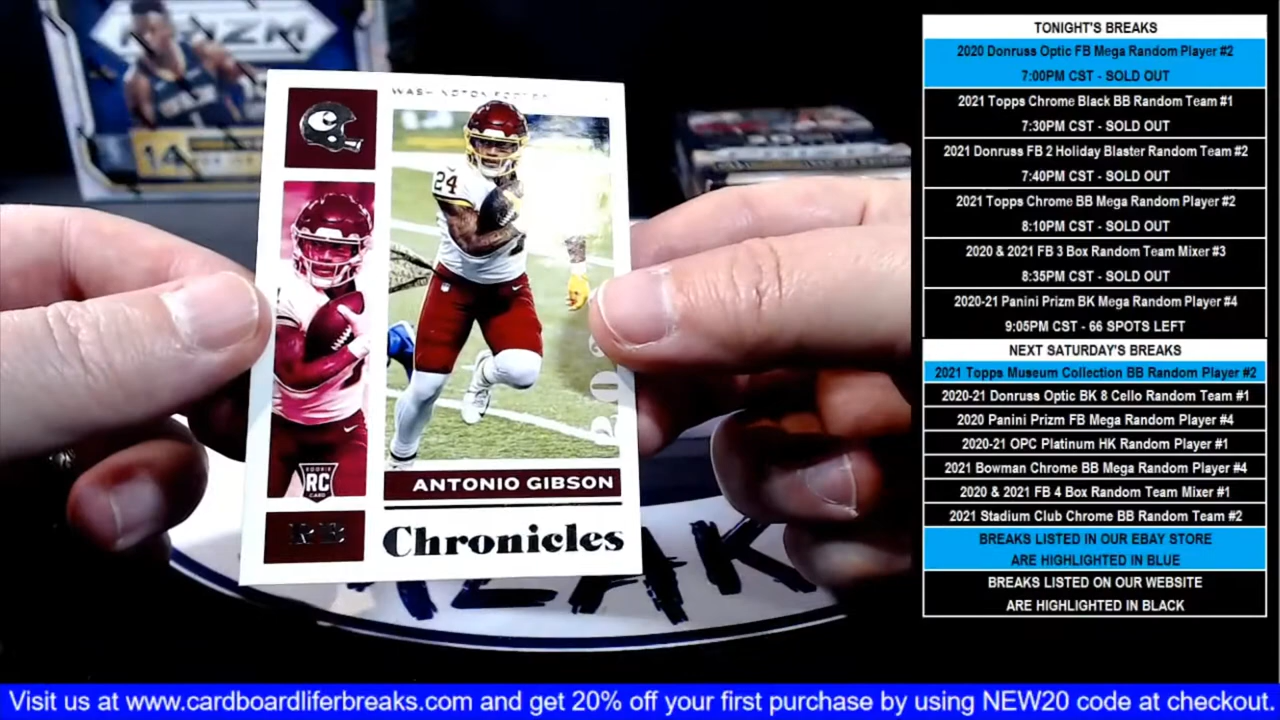 PRIZM
14
WASHINGTON FOOTBALL
24
ROOKIE
RC
CARD
RB
ANTONIO GIBSON
Chronicles
TONIGHT'S BREAKS
2020 Donruss Optic FB Mega Random Player #2
7:00PM CST - SOLD OUT
2021 Topps Chrome Black BB Random Team #1
7:30PM CST - SOLD OUT
2021 Donruss FB 2 Holiday Blaster Random Team #2
7:40PM CST - SOLD OUT
2021 Topps Chrome BB Mega Random Player #2
8:10PM CST - SOLD OUT
2020 & 2021 FB 3 Box Random Team Mixer #3
8:35PM CST - SOLD OUT
2020-21 Panini Prizm BK Mega Random Player #4
9:05PM CST - 66 SPOTS LEFT
NEXT SATURDAY'S BREAKS
2021 Topps Museum Collection BB Random Player #2
2020-21 Donruss Optic BK 8 Cello Random Team #1
2020 Panini Prizm FB Mega Random Player #4
2020-21 OPC Platinum HK Random Player #1
2021 Bowman Chrome BB Mega Random Player #4
2020 & 2021 FB 4 Box Random Team Mixer #1
2021 Stadium Club Chrome BB Random Team #2
BREAKS LISTED IN OUR EBAY STORE
ARE HIGHLIGHTED IN BLUE
BREAKS LISTED ON OUR WEBSITE
ARE HIGHLIGHTED IN BLACK
Visit us at www.cardboardliferbreaks.com and get 20% off your first purchase by using NEW20 code at checkout.